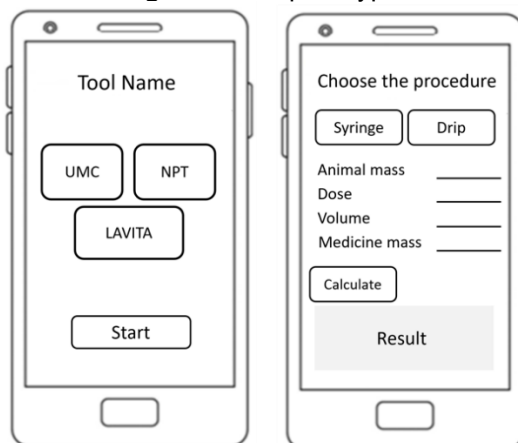 Tool Name
UMC NPT
LAVITA
Start
Choose the procedure
Syringe Drip
Animal mass
Dose
Volume
Medicine mass
Calculate
Result